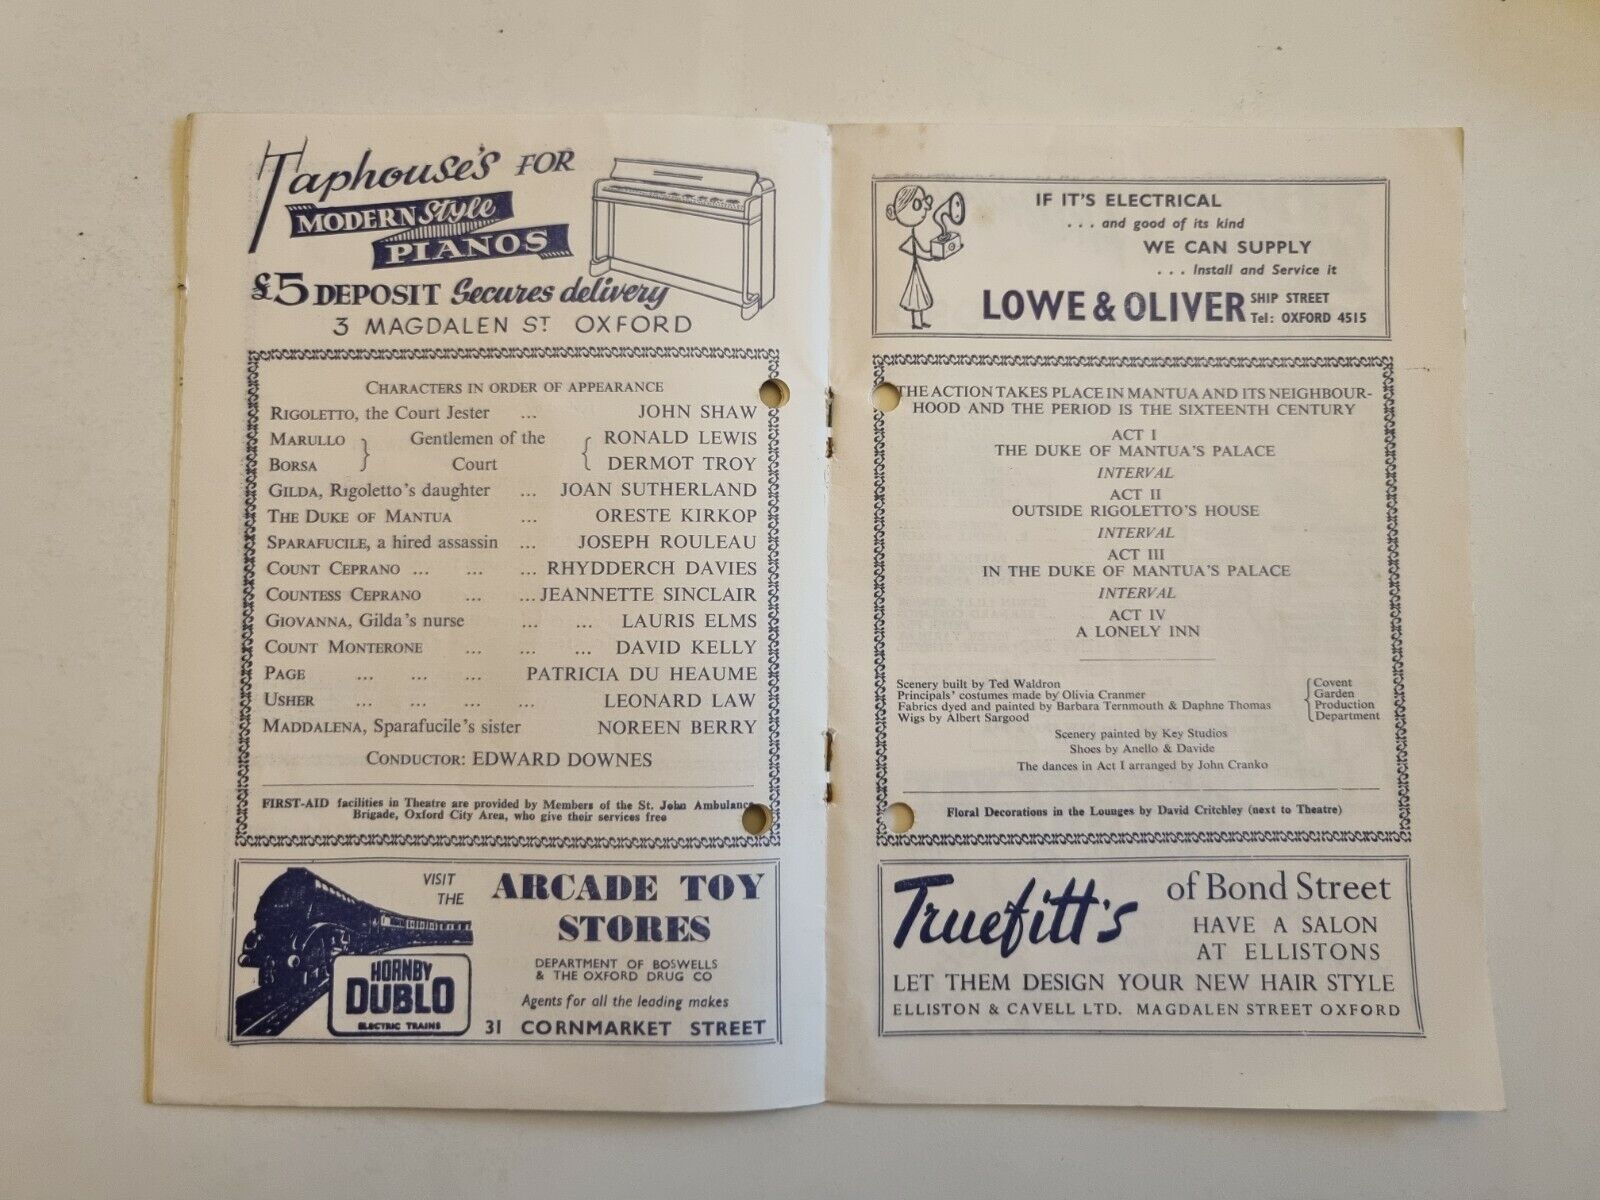 Taphouse's FOR
MODERN Style
PIANOS
£5 DEPOSIT Secures delivery
3 MAGDALEN ST OXFORD
CHARACTERS IN ORDER OF APPEARANCE
RIGOLETTO, the Court Jester ... JOHN SHAW
MARULLO } Gentlemen of the { RONALD LEWIS
BORSA } Court { DERMOT TROY
GILDA, Rigoletto's daughter ... JOAN SUTHERLAND
THE DUKE OF MANTUA ... ORESTE KIRKOP
SPARAFUCILE, a hired assassin ... JOSEPH ROULEAU
COUNT CEPRANO ... ... ... RHYDDERCH DAVIES
COUNTESS CEPRANO ... ... JEANNETTE SINCLAIR
GIOVANNA, Gilda's nurse ... ... LAURIS ELMS
COUNT MONTERONE ... ... ... DAVID KELLY
PAGE ... ... ... PATRICIA DU HEAUME
USHER ... ... ... ... LEONARD LAW
MADDALENA, Sparafucile's sister NOREEN BERRY
CONDUCTOR: EDWARD DOWNES
FIRST-AID facilities in Theatre are provided by Members of the St. John Ambulance
Brigade, Oxford City Area, who give their services free
VISIT
THE
ARCADE TOY
STORES
DEPARTMENT OF BOSWELLS
& THE OXFORD DRUG CO
Agents for all the leading makes
31 CORNMARKET STREET
HORNBY
DUBLO
ELECTRIC TRAINS
IF IT'S ELECTRICAL
. . . and good of its kind
WE CAN SUPPLY
. . . Install and Service it
LOWE & OLIVER SHIP STREET
Tel: OXFORD 4515
THE ACTION TAKES PLACE IN MANTUA AND ITS NEIGHBOUR-
HOOD AND THE PERIOD IS THE SIXTEENTH CENTURY
ACT I
THE DUKE OF MANTUA'S PALACE
INTERVAL
ACT II
OUTSIDE RIGOLETTO'S HOUSE
INTERVAL
ACT III
IN THE DUKE OF MANTUA'S PALACE
INTERVAL
ACT IV
A LONELY INN
Scenery built by Ted Waldron
Principals' costumes made by Olivia Cranmer
Fabrics dyed and painted by Barbara Ternmouth & Daphne Thomas
Wigs by Albert Sargood
Covent
Garden
Production
Department
Scenery painted by Key Studios
Shoes by Anello & Davide
The dances in Act I arranged by John Cranko
Floral Decorations in the Lounges by David Critchley (next to Theatre)
Truefitt's of Bond Street
HAVE A SALON
AT ELLISTONS
LET THEM DESIGN YOUR NEW HAIR STYLE
ELLISTON & CAVELL LTD. MAGDALEN STREET OXFORD